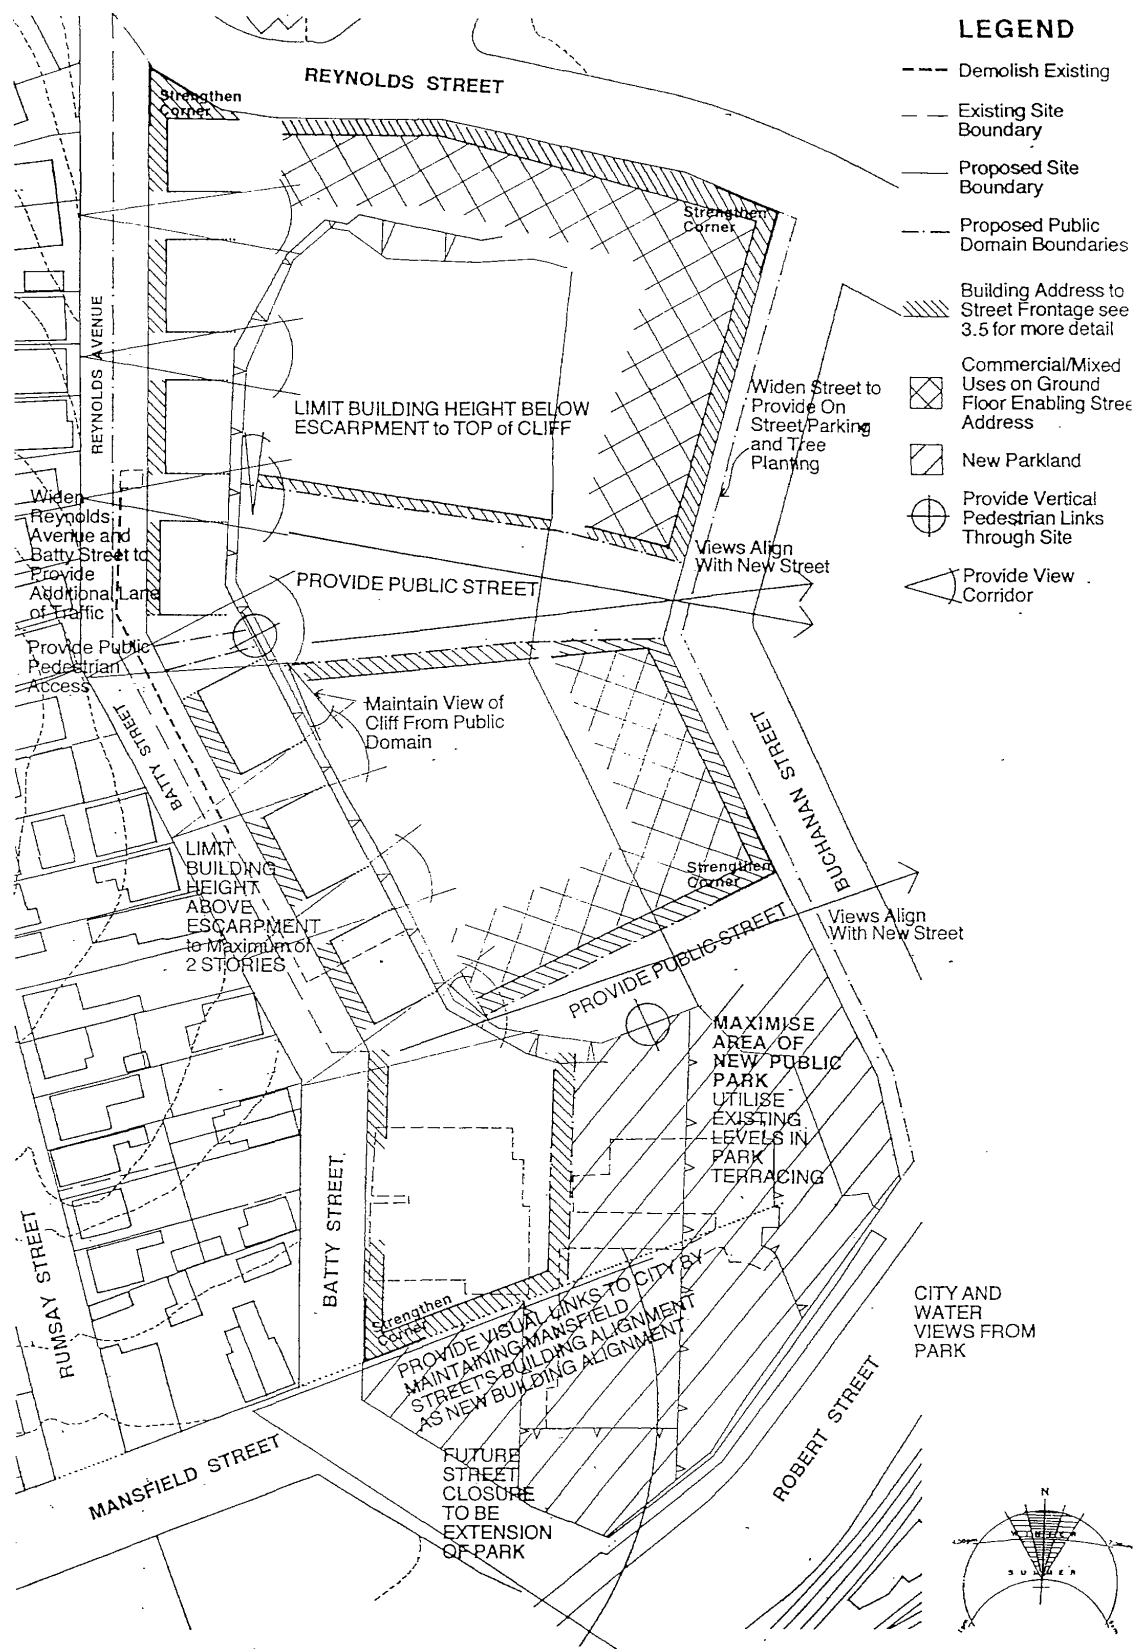 LEGEND
Demolish Existing
Existing Site
Boundary
Proposed Site
Boundary
Proposed Public
Domain Boundaries
Building Address to
Street Frontage see
3.5 for more detail
Commercial/Mixed
Uses on Ground
Floor Enabling Stree
Address
New Parkland
Provide Vertical
Pedestrian Links
Through Site
Provide View
Corridor
REYNOLDS STREET
Strengthen
Corner
Strengthen
Corner
REYNOLDS AVENUE
LIMIT BUILDING HEIGHT BELOW
ESCARPMENT to TOP of CLIFF
Widen Street to
Provide On
Street Parking
and Tree
Planting
Widen
Reynolds
Avenue and
Batty Street to
Provide
Additional Lane
of Traffic
Views Align
With New Street
PROVIDE PUBLIC STREET
Provide Public
Pedestrian
Access
Maintain View of
Cliff From Public
Domain
BATTY STREET
BUCHANAN STREET
LIMIT
BUILDING
HEIGHT
ABOVE
ESCARPMENT
to Maximum of
2 STORIES
Strengthen
Corner
Views Align
With New Street
PROVIDE PUBLIC STREET
MAXIMISE
AREA OF
NEW PUBLIC
PARK
UTILISE
EXISTING
LEVELS IN
PARK
TERRACING
BATTY STREET
RUMSAY STREET
Strengthen
Corner
PROVIDE VISUAL LINKS TO CITY BY
MAINTAINING MANSFIELD
STREET'S BUILDING ALIGNMENT
AS NEW BUILDING ALIGNMENT
CITY AND
WATER
VIEWS FROM
PARK
ROBERT STREET
MANSFIELD STREET
FUTURE
STREET
CLOSURE
TO BE
EXTENSION
OF PARK
N
WINTER
SUMMER